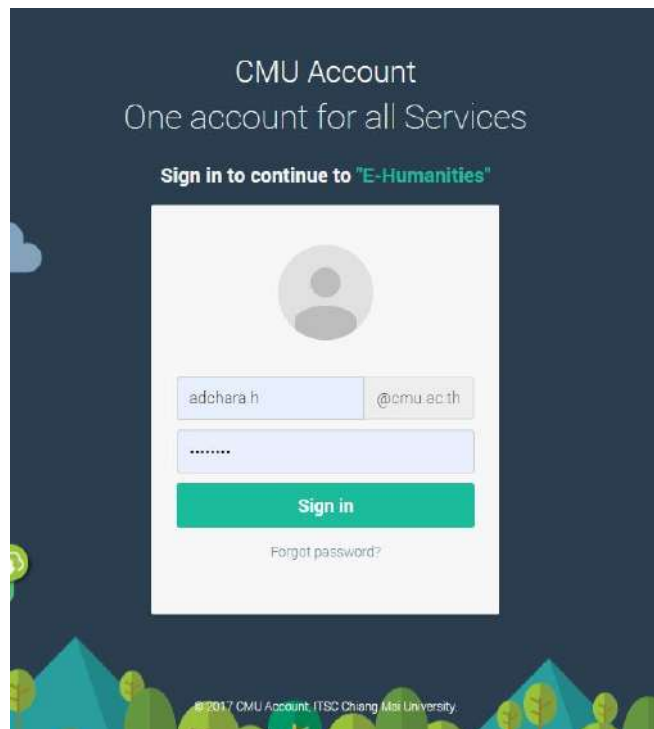 CMU Account
One account for all Services
Sign in to continue to "E-Humanities"
adchara.h @cmu.ac.th
••••••••
Sign in
Forgot password?
© 2017 CMU Account, ITSC Chiang Mai University.